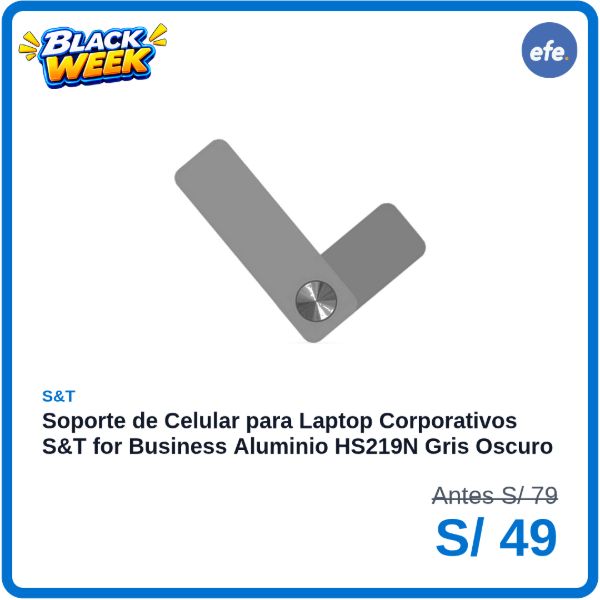 BLACK
WEEK
efe.
S&T
Soporte de Celular para Laptop Corporativos
S&T for Business Aluminio HS219N Gris Oscuro
Antes S/ 79
S/ 49